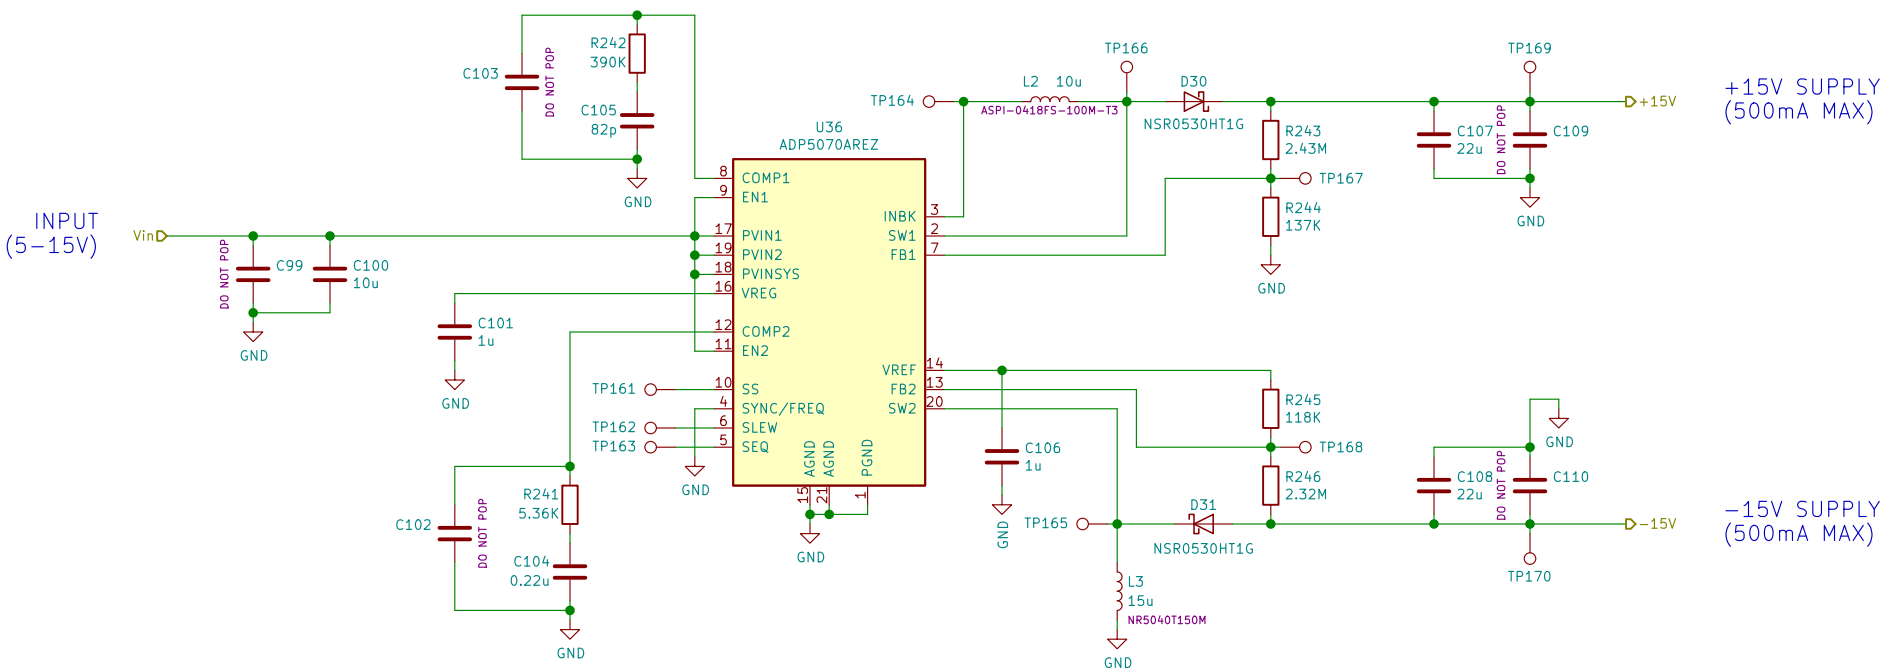 INPUT
(5-15V)
Vin
DO NOT POP
C99
C100
10u
GND
C103
DO NOT POP
R242
390K
C105
82p
GND
C101
1u
GND
C102
DO NOT POP
R241
5.36K
C104
0.22u
GND
TP161
TP162
TP163
GND
U36
ADP5070AREZ
8 COMP1
9 EN1
17 PVIN1
19 PVIN2
18 PVINSYS
16 VREG
12 COMP2
11 EN2
10 SS
4 SYNC/FREQ
6 SLEW
5 SEQ
AGND 15
AGND 21
PGND 1
GND
INBK 3
SW1 2
FB1 7
VREF 14
FB2 13
SW2 20
TP164
L2 10u
ASPI-0418FS-100M-T3
TP166
D30
NSR0530HT1G
R243
2.43M
TP167
R244
137K
GND
C107
22u
DO NOT POP
C109
GND
TP169
+15V
+15V SUPPLY
(500mA MAX)
C106
1u
GND
R245
118K
TP168
R246
2.32M
TP165
D31
NSR0530HT1G
L3
15u
NR5040T150M
GND
GND
C108
22u
DO NOT POP
C110
TP170
-15V
-15V SUPPLY
(500mA MAX)